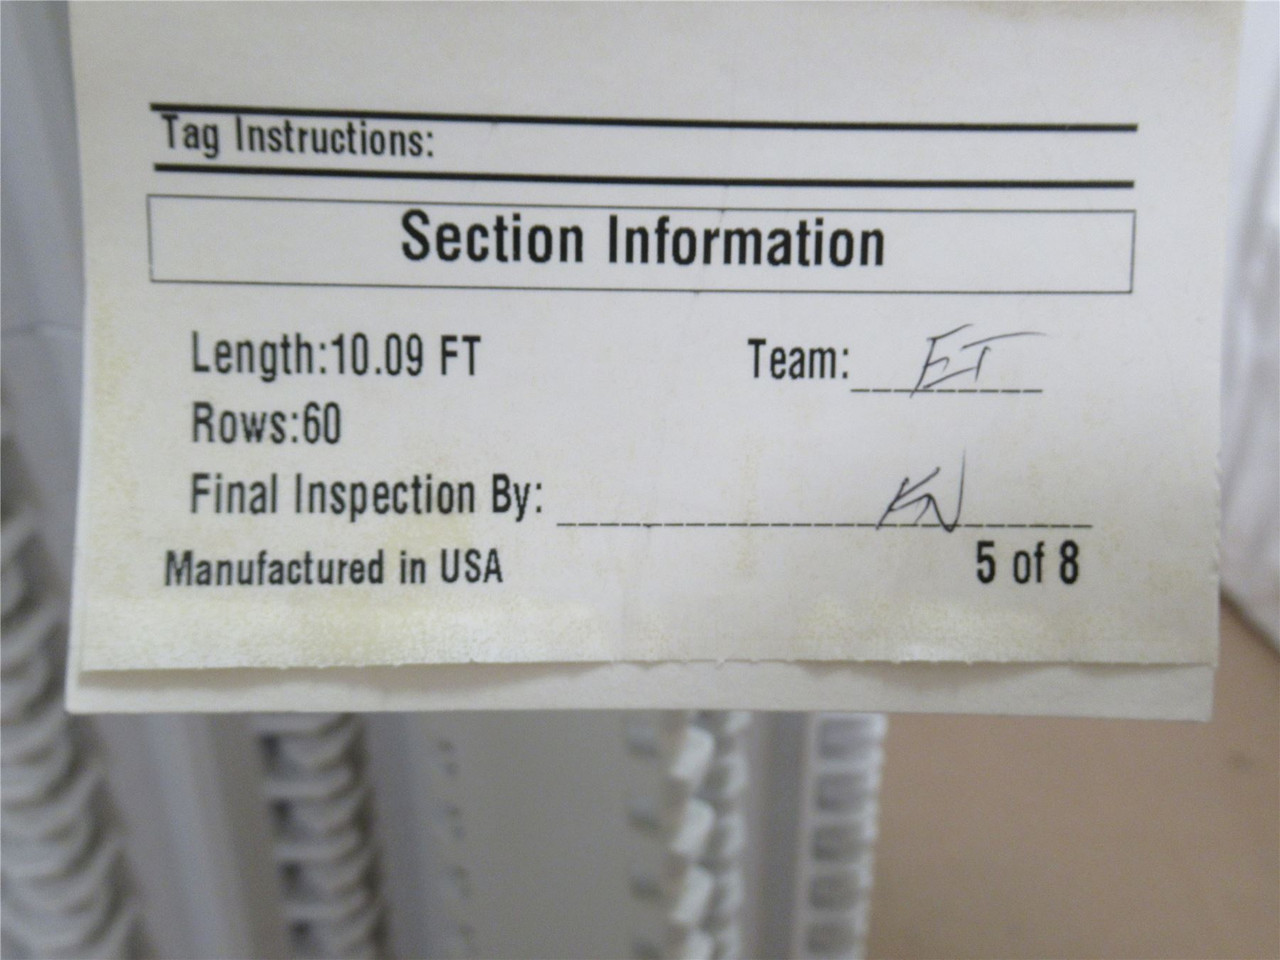 Tag Instructions:
Section Information
Length:10.09 FT
Team: ET
Rows:60
Final Inspection By: KN
Manufactured in USA
5 of 8